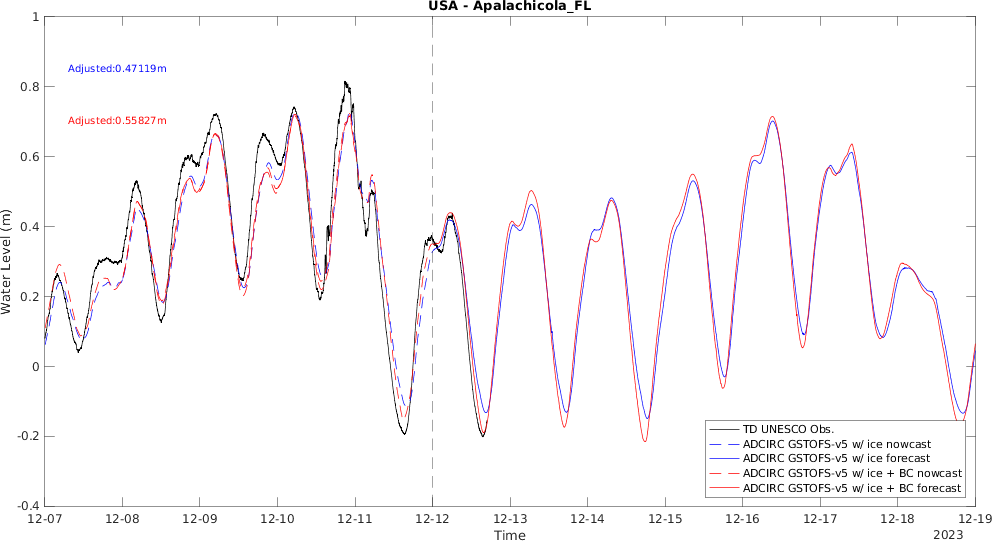 USA - Apalachicola_FL
1
0.8
0.6
0.4
0.2
0
-0.2
-0.4
Water Level (m)
Adjusted:0.47119m
Adjusted:0.55827m
TD UNESCO Obs.
ADCIRC GSTOFS-v5 w/ ice nowcast
ADCIRC GSTOFS-v5 w/ ice forecast
ADCIRC GSTOFS-v5 w/ ice + BC nowcast
ADCIRC GSTOFS-v5 w/ ice + BC forecast
12-07 12-08 12-09 12-10 12-11 12-12 12-13 12-14 12-15 12-16 12-17 12-18 12-19
Time
2023